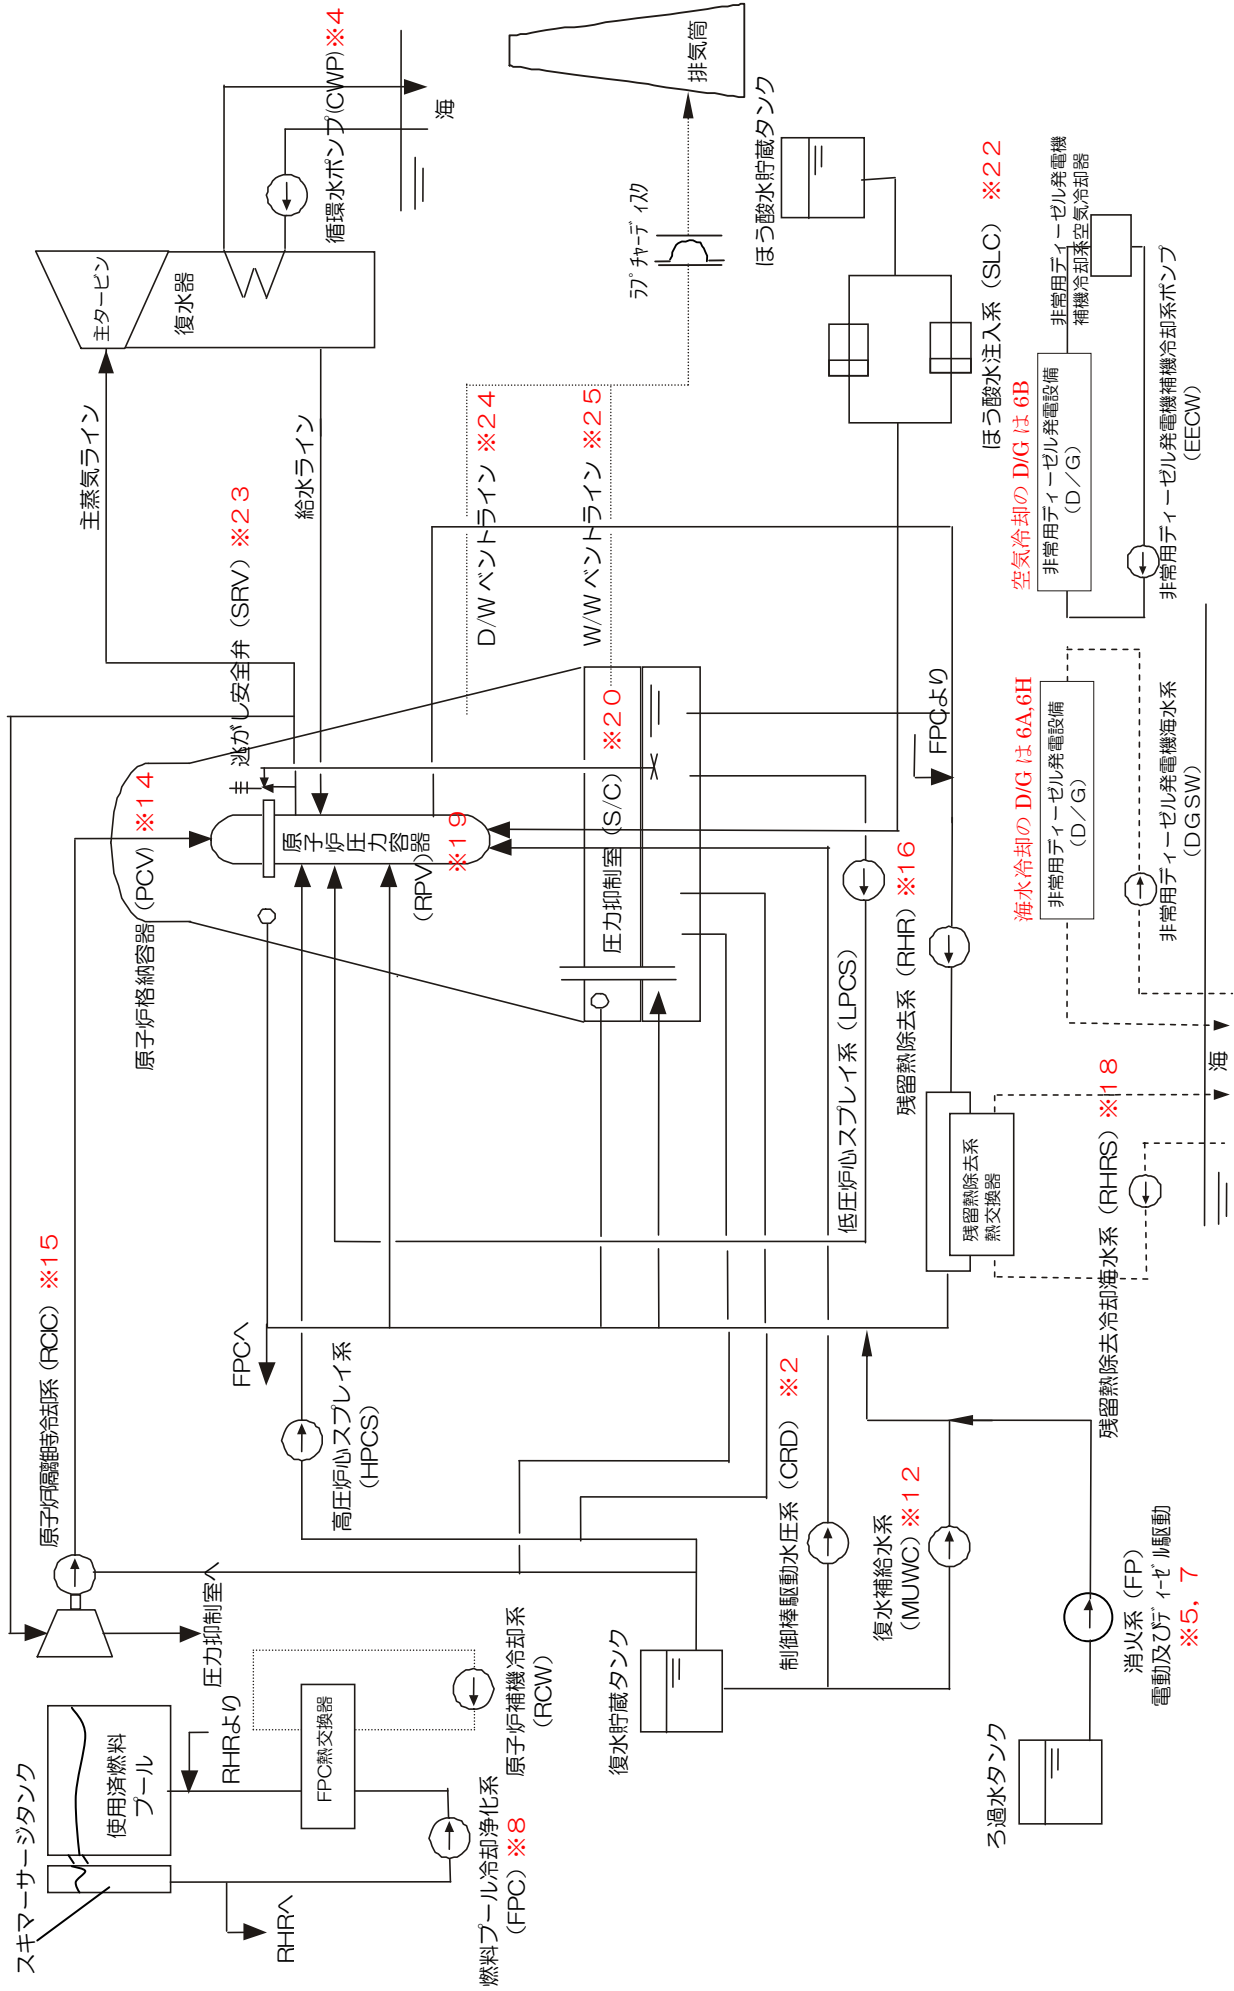 スキマーサージタンク
使用済燃料
プール
RHRへ
RHRより
FPC熱交換器
燃料プール冷却浄化系
(FPC) ※8
原子炉補機冷却系
(RCW)
圧力抑制室へ
原子炉隔離時冷却系 (RCIC) ※15
FPCへ
高圧炉心スプレイ系
(HPCS)
復水貯蔵タンク
制御棒駆動水圧系 (CRD) ※2
復水補給水系
(MUWC) ※12
ろ過水タンク
消火系 (FP)
電動及びディーゼル駆動
※5, 7
原子炉格納容器 (PCV) ※14
原子炉圧力容器
(RPV) ※19
圧力抑制室 (S/C) ※20
低圧炉心スプレイ系 (LPCS)
残留熱除去系 (RHR) ※16
残留熱除去系
熱交換器
残留熱除去冷却海水系 (RHRS) ※18
海
主蒸気ライン
逃がし安全弁 (SRV) ※23
給水ライン
D/W ベントライン ※24
W/W ベントライン ※25
FPCより
主タービン
復水器
循環水ポンプ(CWP)※4
海
排気筒
ラプチャーディスク
ほう酸水貯蔵タンク
ほう酸水注入系 (SLC) ※22
海水冷却の D/G は 6A,6H
非常用ディーゼル発電設備
(D/G)
非常用ディーゼル発電機海水系
(DGSW)
空気冷却の D/G は 6B
非常用ディーゼル発電設備
(D/G)
非常用ディーゼル発電機
補機冷却系空気冷却器
非常用ディーゼル発電機補機冷却系ポンプ
(EECW)